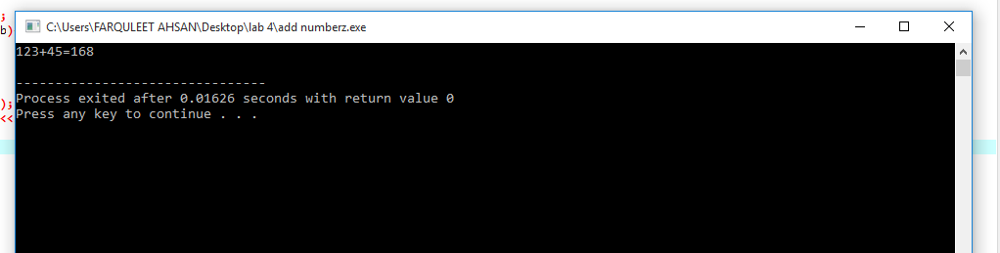 ;
C:\Users\FARQULEET AHSAN\Desktop\lab 4\add numberz.exe
b)
123+45=168
--------------------------------
);
Process exited after 0.01626 seconds with return value 0
<<
Press any key to continue . . .